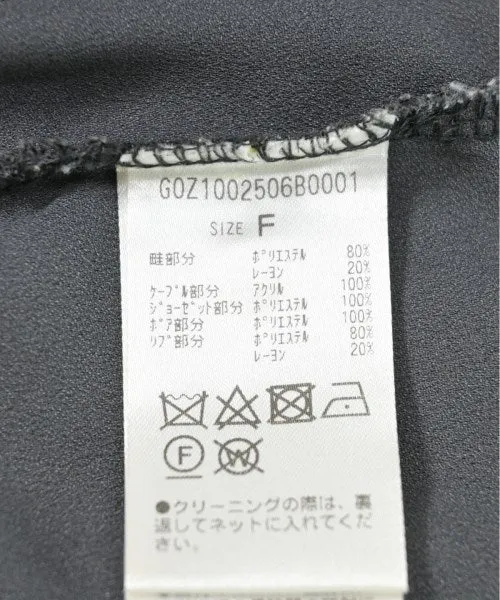 G0Z1002506B0001
SIZE F
畦部分 ﾎﾟﾘｴｽﾃﾙ 80%
ﾚｰﾖﾝ 20%
ｹｰﾌﾞﾙ部分 ｱｸﾘﾙ 100%
ｼﾞｮｰｾﾞｯﾄ部分 ﾎﾟﾘｴｽﾃﾙ 100%
ﾎﾞｱ部分 ﾎﾟﾘｴｽﾃﾙ 100%
ﾘﾌﾞ部分 ﾎﾟﾘｴｽﾃﾙ 80%
ﾚｰﾖﾝ 20%
F W
●クリーニングの際は、裏
返してネットに入れてくだ
さい。